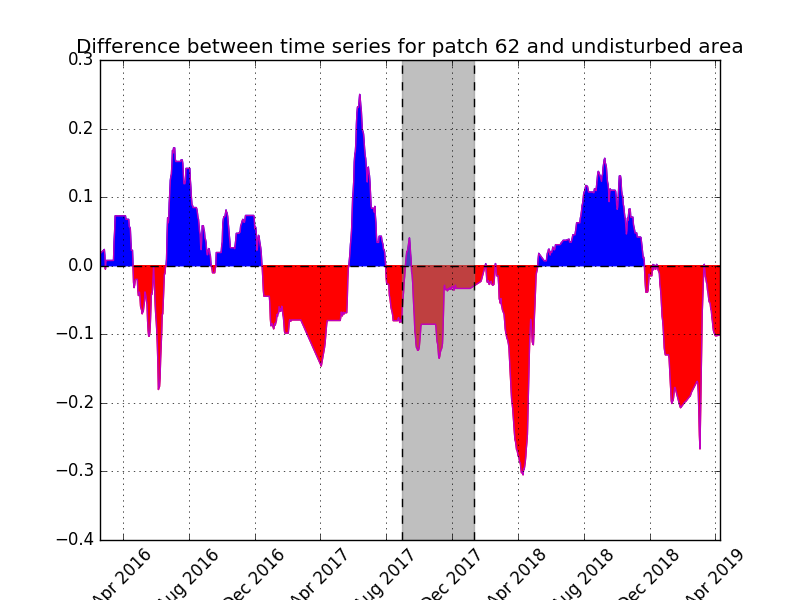 Difference between time series for patch 62 and undisturbed area
0.3
0.2
0.1
0.0
−0.1
−0.2
−0.3
−0.4
Apr 2016
Aug 2016
Dec 2016
Apr 2017
Aug 2017
Dec 2017
Apr 2018
Aug 2018
Dec 2018
Apr 2019